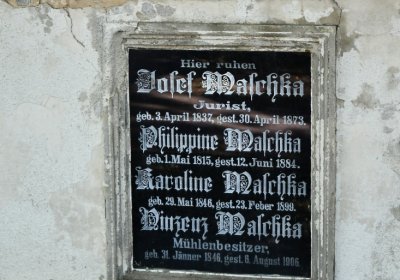 Hier ruhen
Josef Maschka
Jurist,
geb. 3. April 1837, gest. 30. April 1873.
Philippine Maschka
geb. 1. Mai 1815, gest. 12. Juni 1884.
Karoline Maschka
geb. 29. Mai 1846, gest. 23. Feber 1899.
Vinzenz Maschka
Mühlenbesitzer,
geb. 31. Jänner 1846, gest. 6. August 1906.